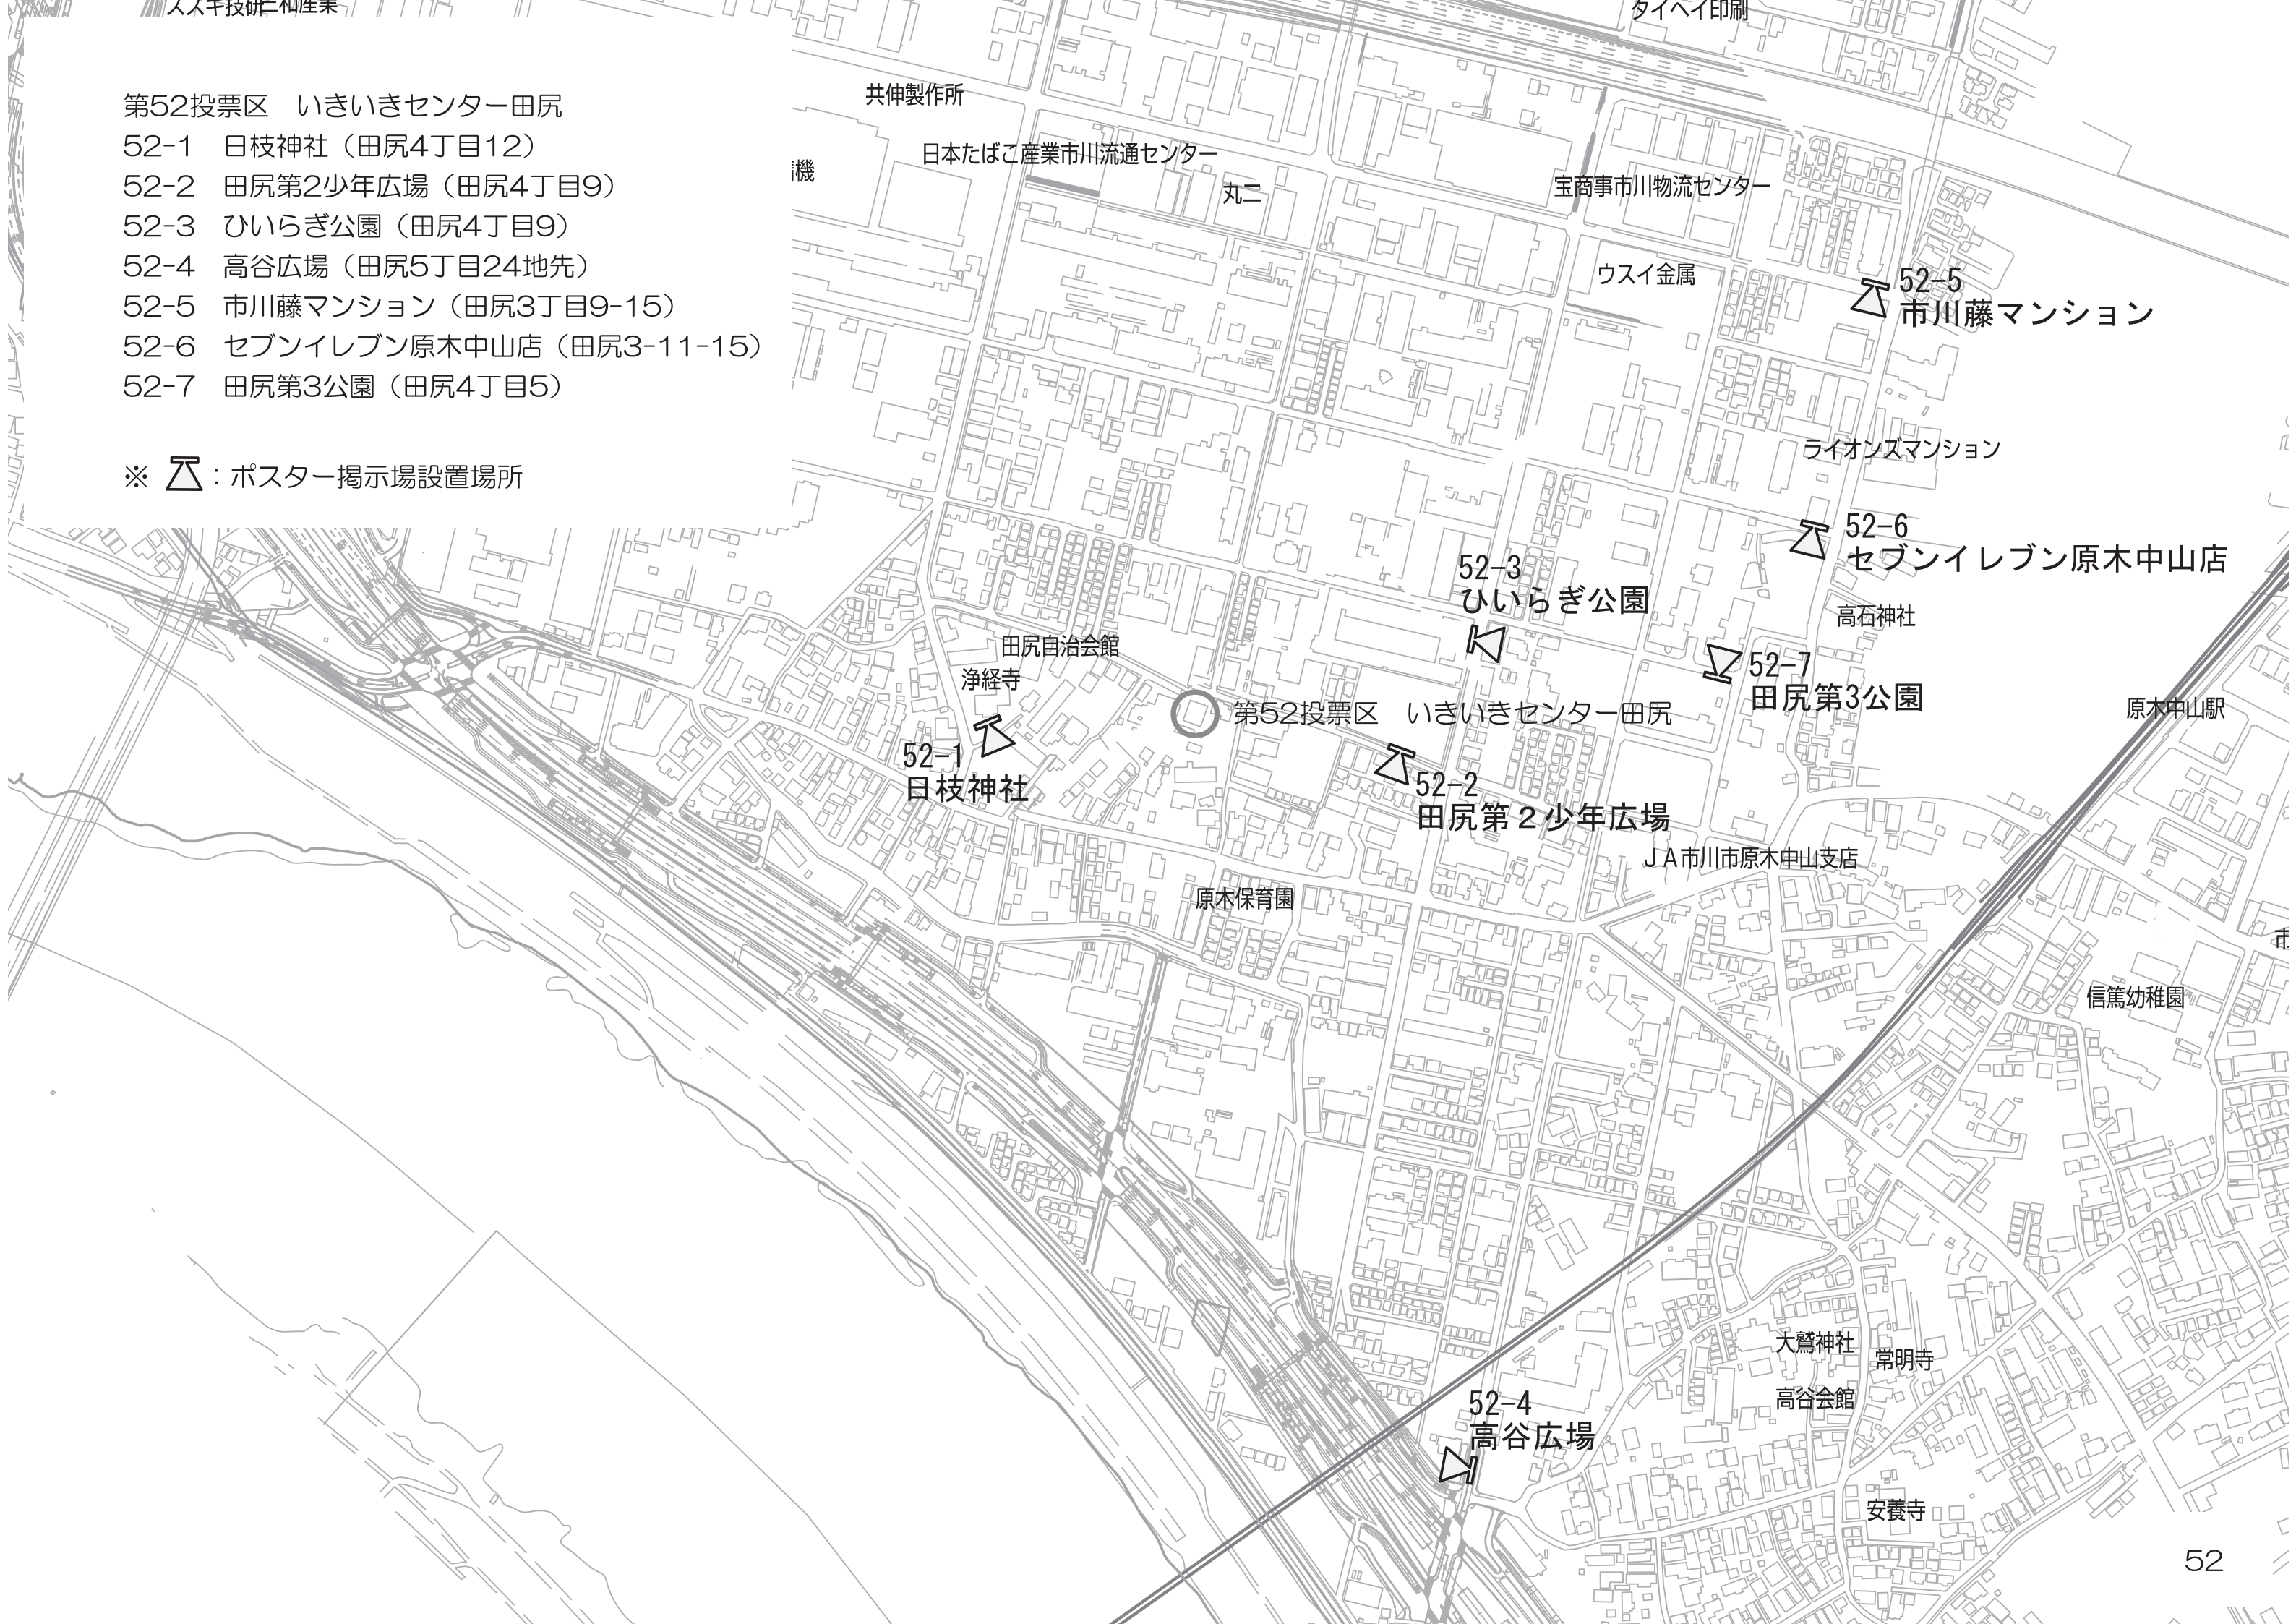 スズキ技研
三和産業
タイヘイ印刷
第52投票区　いきいきセンター田尻
52-1　日枝神社（田尻4丁目12）
52-2　田尻第2少年広場（田尻4丁目9）
52-3　ひいらぎ公園（田尻4丁目9）
52-4　高谷広場（田尻5丁目24地先）
52-5　市川藤マンション（田尻3丁目9-15）
52-6　セブンイレブン原木中山店（田尻3-11-15）
52-7　田尻第3公園（田尻4丁目5）
※　：ポスター掲示場設置場所
共伸製作所
日本たばこ産業市川流通センター
機
丸二
宝商事市川物流センター
ウスイ金属
52-5
市川藤マンション
ライオンズマンション
52-6
セブンイレブン原木中山店
52-3
ひいらぎ公園
高石神社
田尻自治会館
浄経寺
52-7
田尻第3公園
原木中山駅
第52投票区　いきいきセンター田尻
52-1
日枝神社
52-2
田尻第２少年広場
ＪＡ市川市原木中山支店
原木保育園
市
信篤幼稚園
大鷲神社
常明寺
高谷会館
52-4
高谷広場
安養寺
52